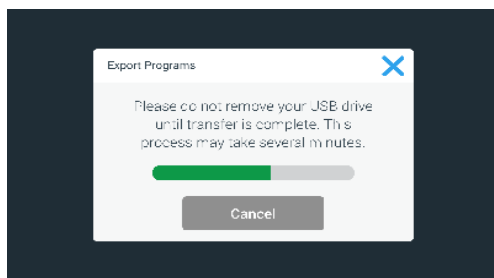 Export Programs
Please do not remove your USB drive
until transfer is complete. This
process may take several minutes.
Cancel